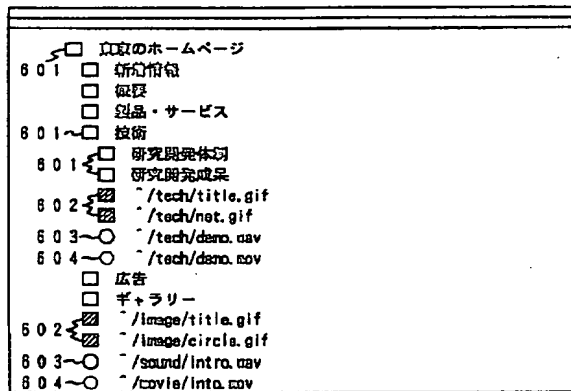 のホームページ
601 新着情報
概要
製品・サービス
601 技術
601 研究開発体制
研究開発成果
602 ~/tech/title.gif
~/tech/net.gif
603 ~/tech/demo.wav
604 ~/tech/demo.mov
広告
ギャラリー
602 ~/image/title.gif
~/image/circle.gif
603 ~/sound/intro.wav
604 ~/movie/into.mov